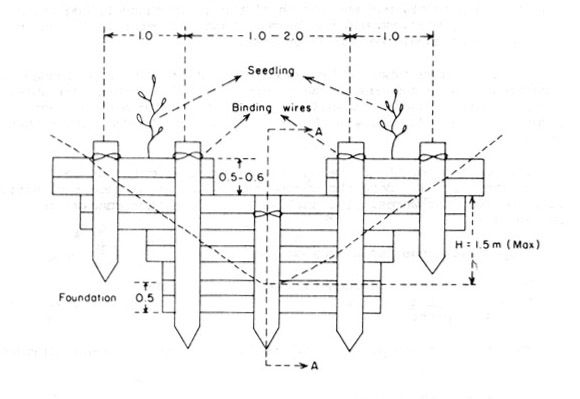 1.0 1.0 - 2.0 1.0
Seedling
Binding wires
A
0.5-0.6
H = 1.5 m (Max)
h
Foundation 0.5
A